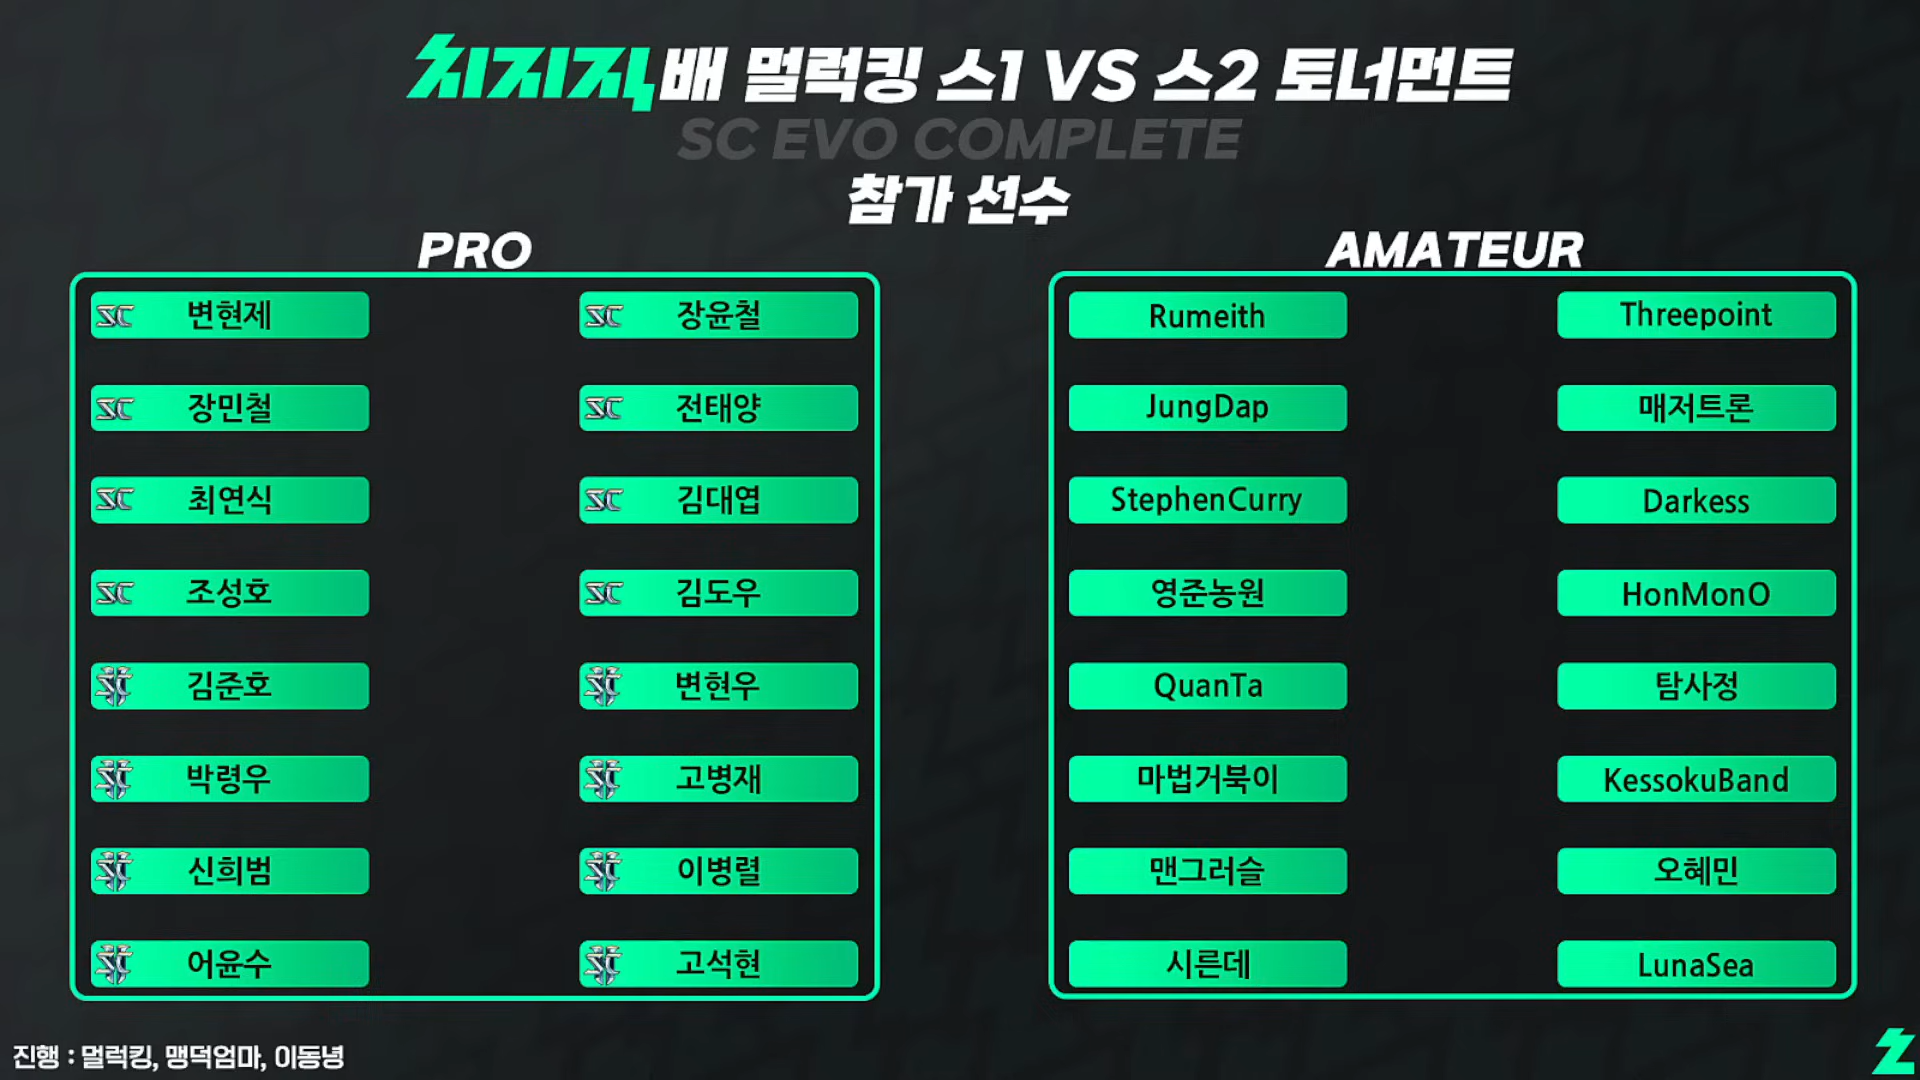 치지직배 멀럭킹 스1 VS 스2 토너먼트
SC EVO COMPLETE
참가 선수
PRO
변현제 장윤철
장민철 전태양
최연식 김대엽
조성호 김도우
김준호 변현우
박령우 고병재
신희범 이병렬
어윤수 고석현
AMATEUR
Rumeith Threepoint
JungDap 매저트론
StephenCurry Darkess
영준농원 HonMonO
QuanTa 탐사정
마법거북이 KessokuBand
맨그러슬 오혜민
시른데 LunaSea
진행 : 멀럭킹, 맹덕엄마, 이동녕